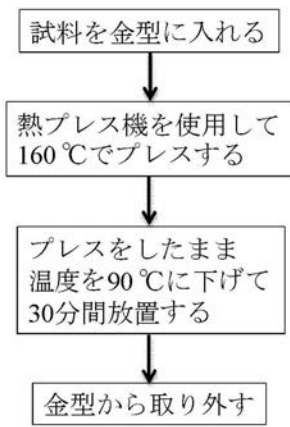 試料を金型に入れる
熱プレス機を使用して
160 ℃でプレスする
プレスをしたまま
温度を90 ℃に下げて
30分間放置する
金型から取り外す